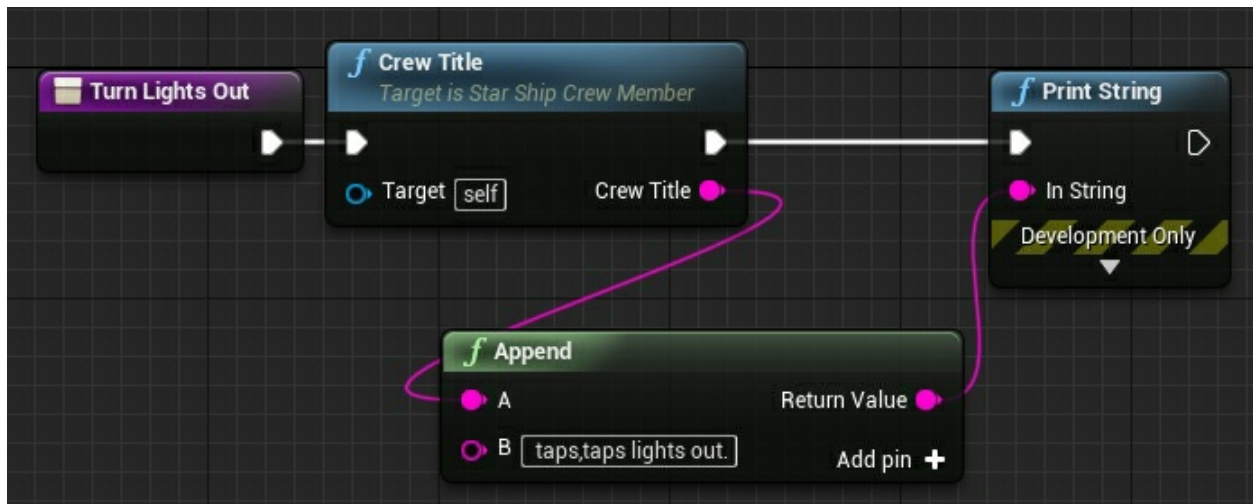 Turn Lights Out
f Crew Title
Target is Star Ship Crew Member
Target self
Crew Title
f Print String
In String
Development Only
f Append
A
Return Value
B taps,taps lights out.
Add pin +